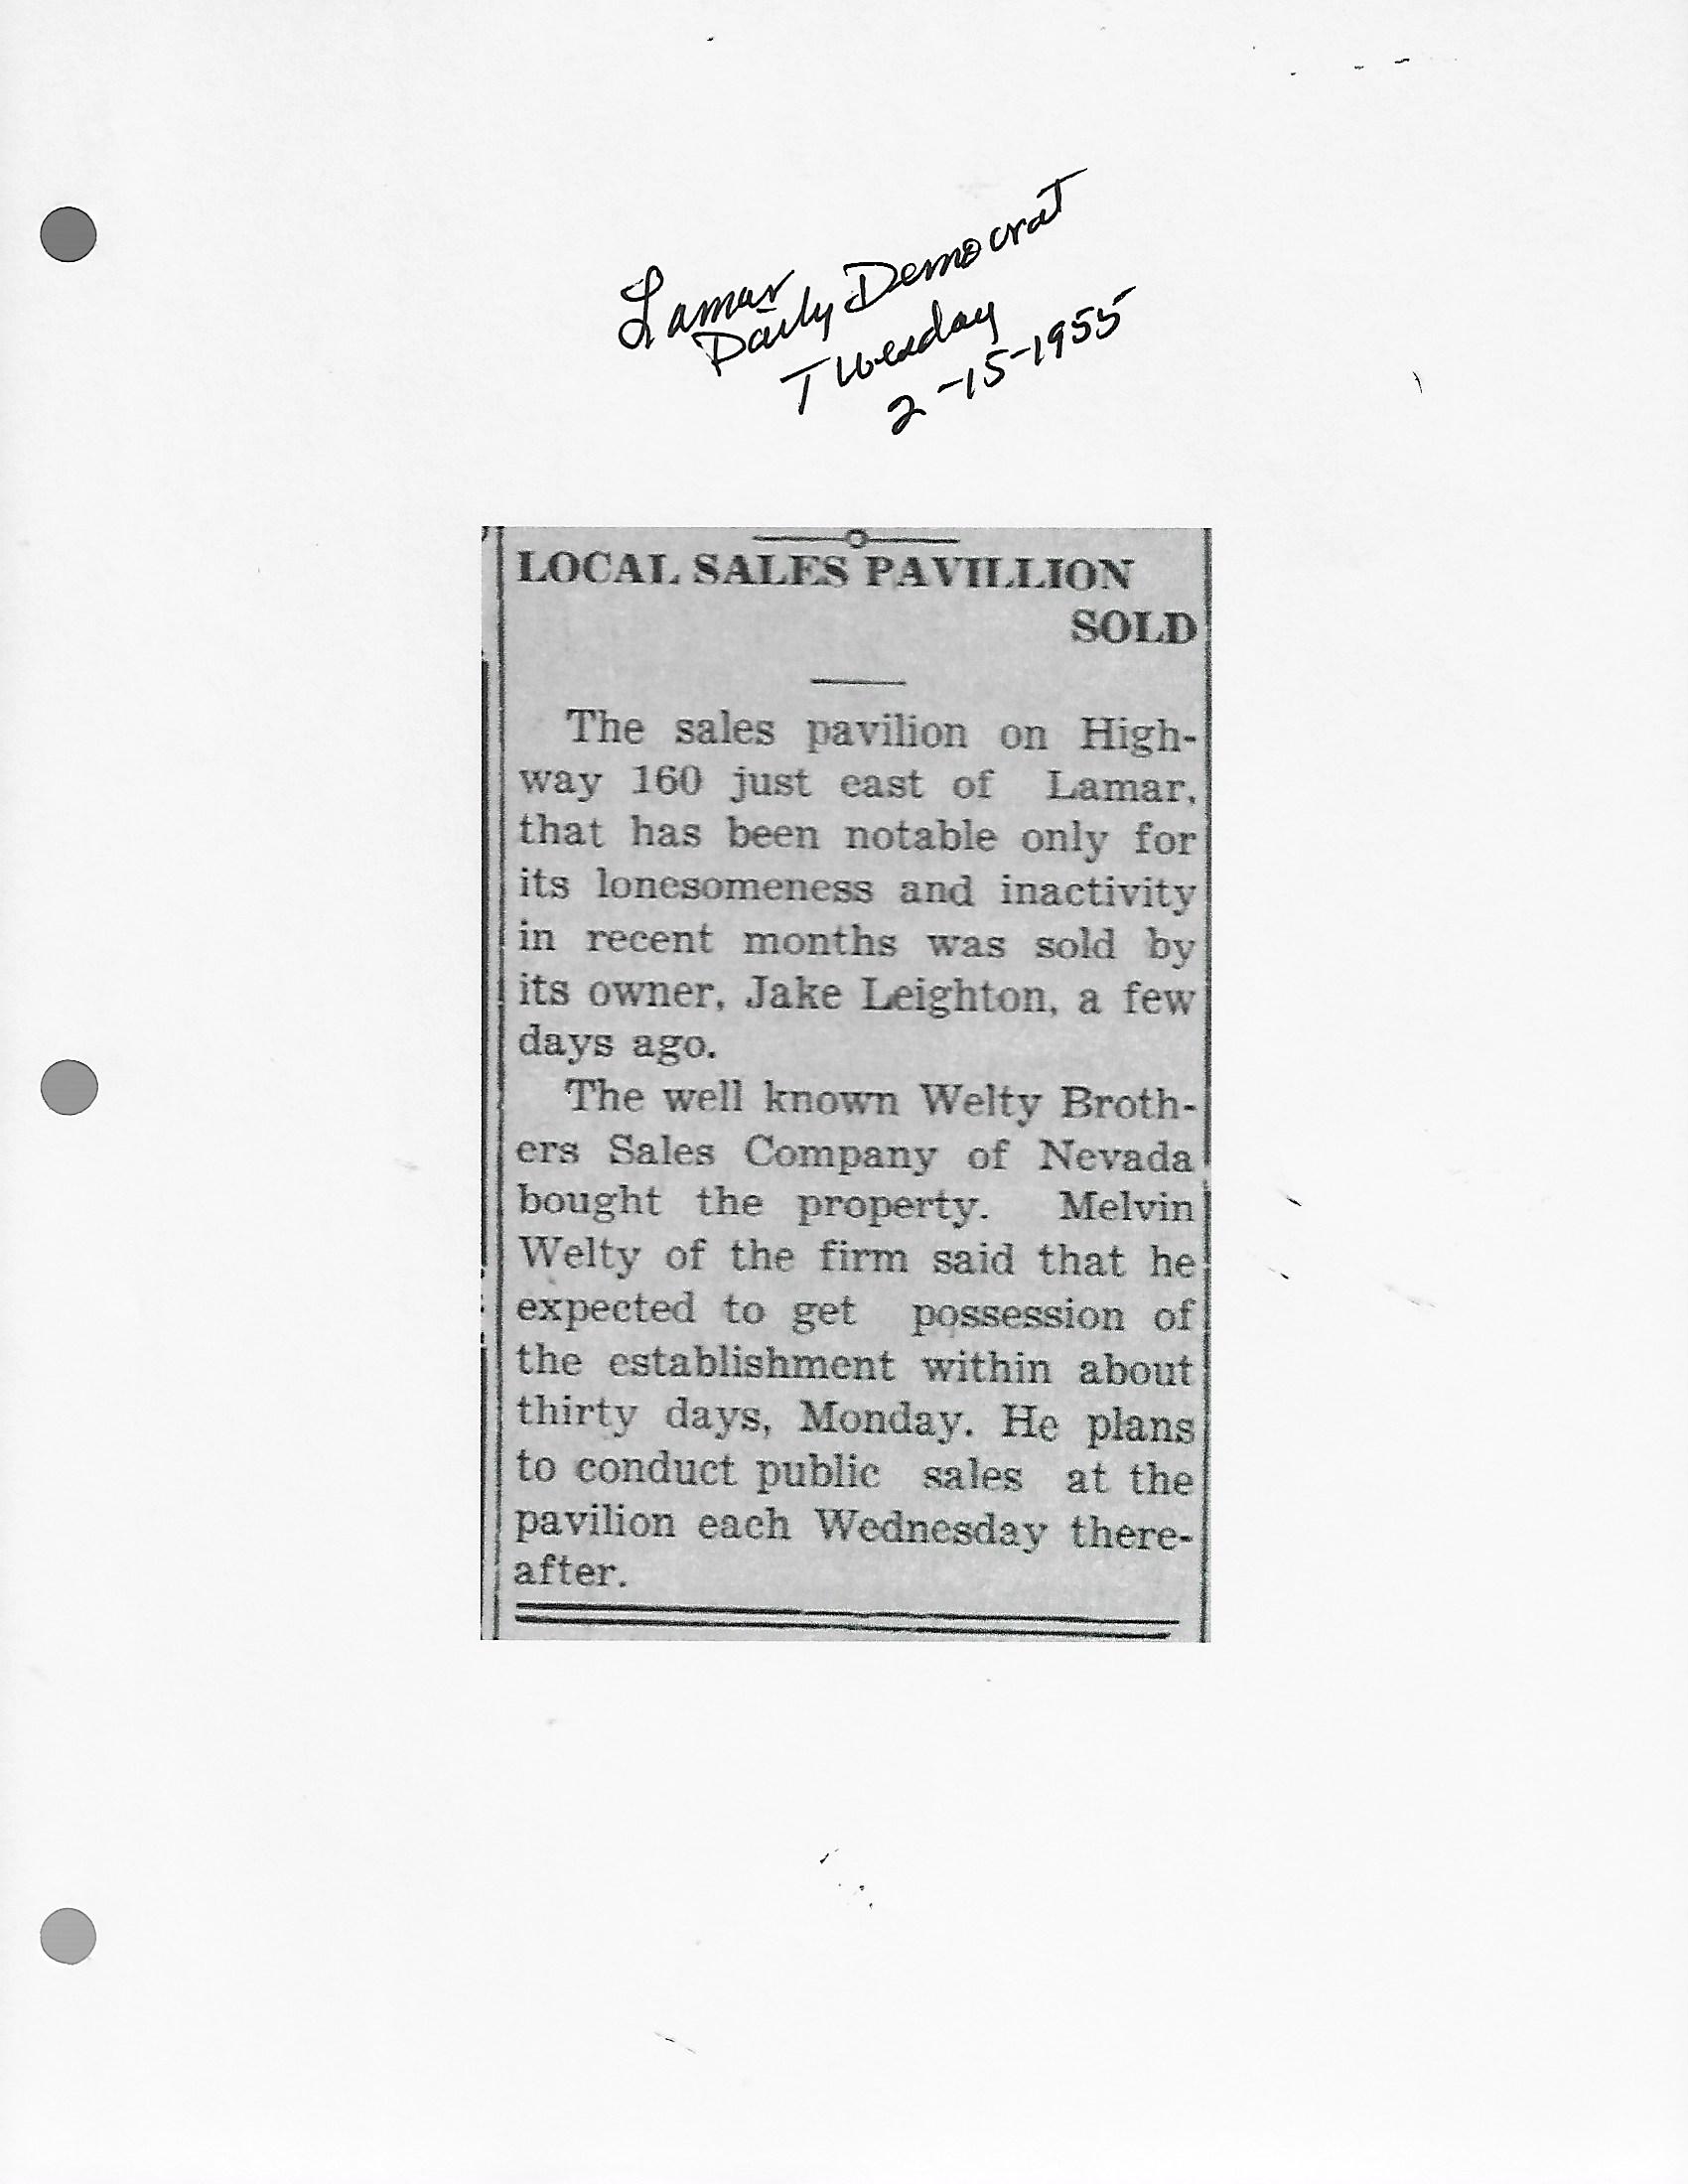 Lamar
Daily Democrat
Tuesday
2-15-1955
LOCAL SALES PAVILLION
SOLD
The sales pavilion on High-
way 160 just east of Lamar,
that has been notable only for
its lonesomeness and inactivity
in recent months was sold by
its owner, Jake Leighton, a few
days ago.
The well known Welty Broth-
ers Sales Company of Nevada
bought the property. Melvin
Welty of the firm said that he
expected to get possession of
the establishment within about
thirty days, Monday. He plans
to conduct public sales at the
pavilion each Wednesday there-
after.